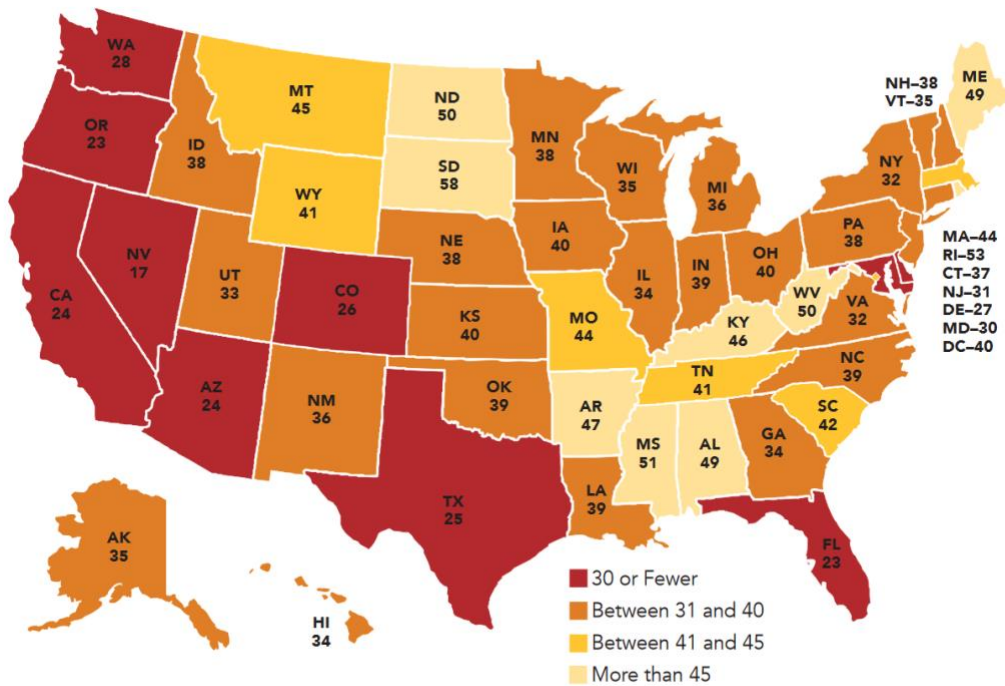 WA
28
OR
23
CA
24
NV
17
ID
38
MT
45
WY
41
UT
33
AZ
24
CO
26
NM
36
ND
50
SD
58
NE
38
KS
40
OK
39
TX
25
MN
38
IA
40
MO
44
AR
47
LA
39
WI
35
IL
34
MI
36
IN
39
OH
40
KY
46
TN
41
MS
51
AL
49
GA
34
FL
23
SC
42
NC
39
VA
32
WV
50
PA
38
NY
32
NH–38
VT–35
ME
49
MA–44
RI–53
CT–37
NJ–31
DE–27
MD–30
DC–40
AK
35
HI
34
30 or Fewer
Between 31 and 40
Between 41 and 45
More than 45